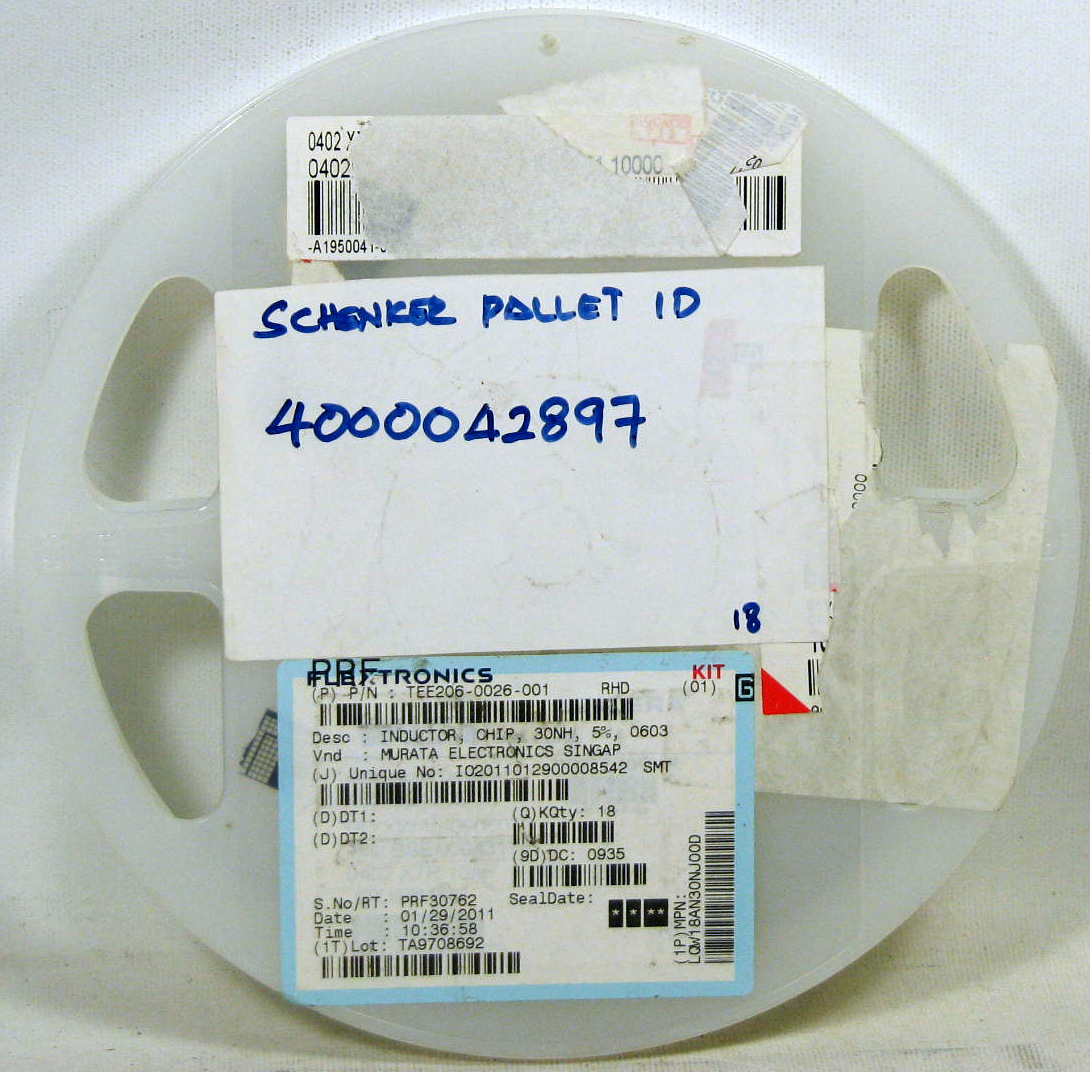 0402
0402
10000
-A1950041-
SCHENKER PALLET ID
4000042897
18
0000
PRF
FLEXTRONICS KIT
(P) P/N : TEE206-0026-001 RHD (01) G
Desc : INDUCTOR, CHIP, 30NH, 5%, 0603
Vnd : MURATA ELECTRONICS SINGAP
(J) Unique No: IO2011012900008542 SMT
(D)DT1: (Q)KQty: 18
(D)DT2:
(9D)DC: 0935
S.No/RT: PRF30762 SealDate: * * **
Date : 01/29/2011
Time : 10:36:58
(1T)Lot: TA9708692
(1P)MPN:
LQW18AN30NJ00D